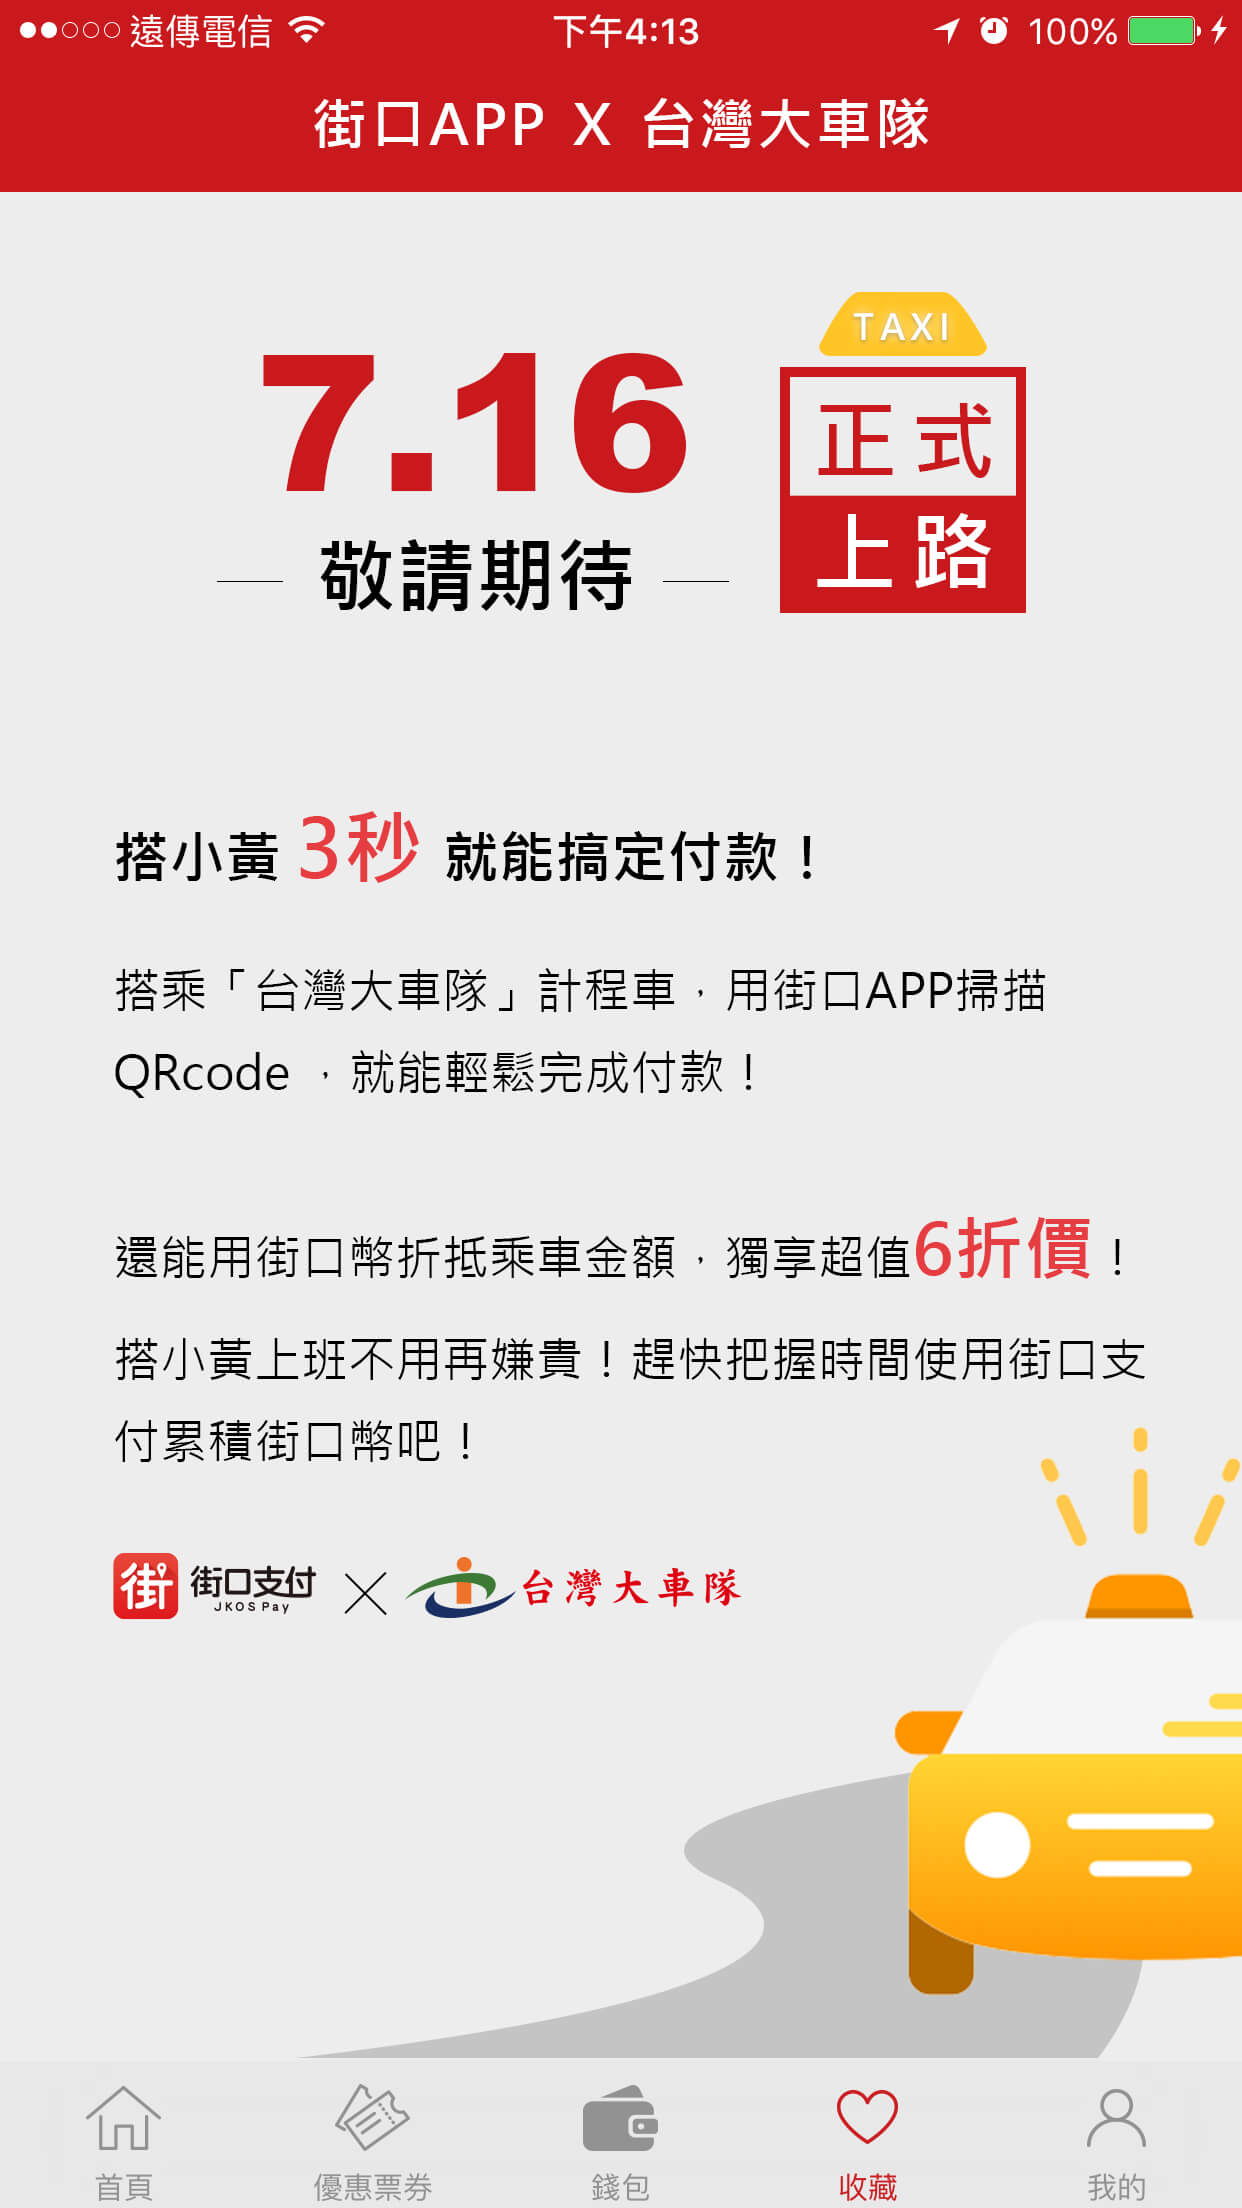 遠傳電信
下午4:13
100%
街口APP X 台灣大車隊
TAXI
7.16
正式
上路
敬請期待
搭小黃 3秒 就能搞定付款！
搭乘「台灣大車隊」計程車，用街口APP掃描
QRcode ，就能輕鬆完成付款！
還能用街口幣折抵乘車金額，獨享超值6折價！
搭小黃上班不用再嫌貴！趕快把握時間使用街口支
付累積街口幣吧！
街 街口支付
JKOS Pay
台灣大車隊
首頁
優惠票券
錢包
收藏
我的